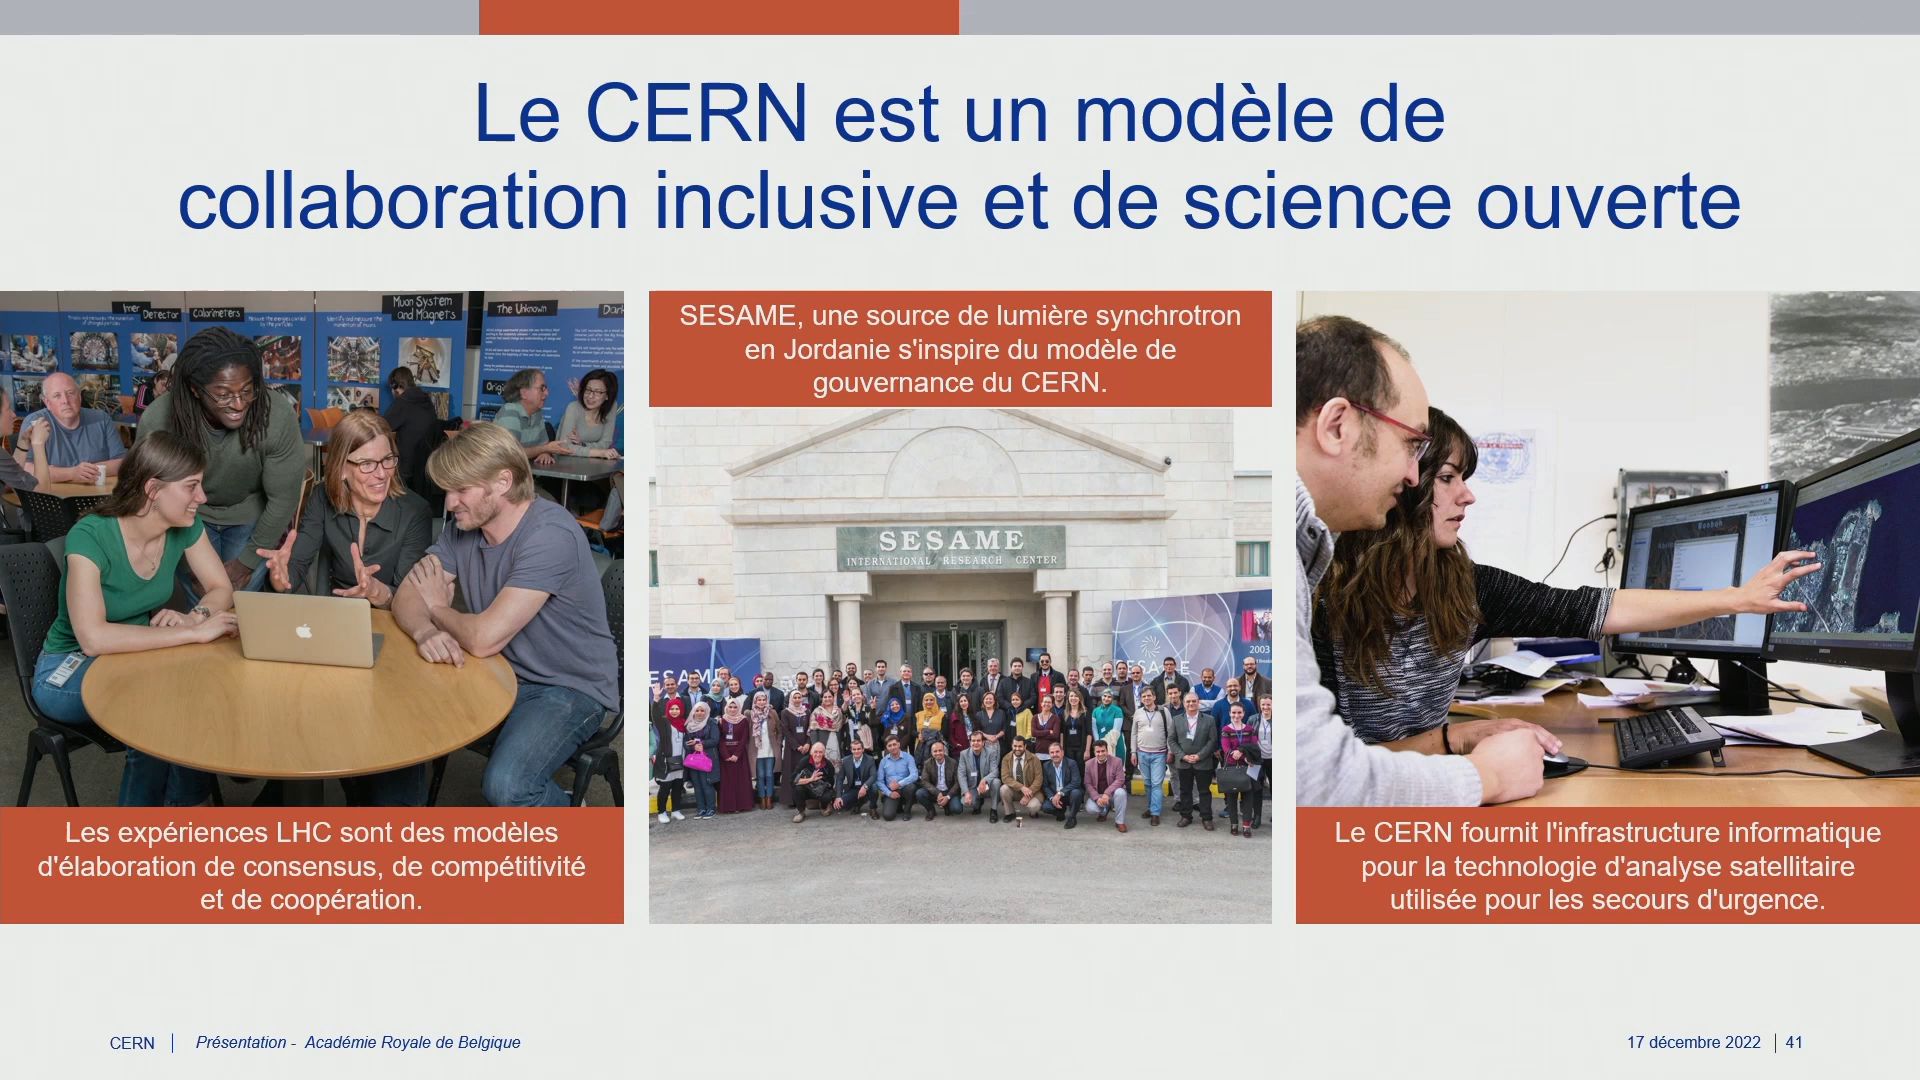 Le CERN est un modèle de
collaboration inclusive et de science ouverte
Inner
Detector
Calorimeters
Muon System
and Magnets
The Unknown
Dark
Les expériences LHC sont des modèles
d'élaboration de consensus, de compétitivité
et de coopération.
SESAME, une source de lumière synchrotron
en Jordanie s'inspire du modèle de
gouvernance du CERN.
SESAME
INTERNATIONAL RESEARCH CENTER
SESAME
2003
Le CERN fournit l'infrastructure informatique
pour la technologie d'analyse satellitaire
utilisée pour les secours d'urgence.
CERN | Présentation - Académie Royale de Belgique
17 décembre 2022 | 41